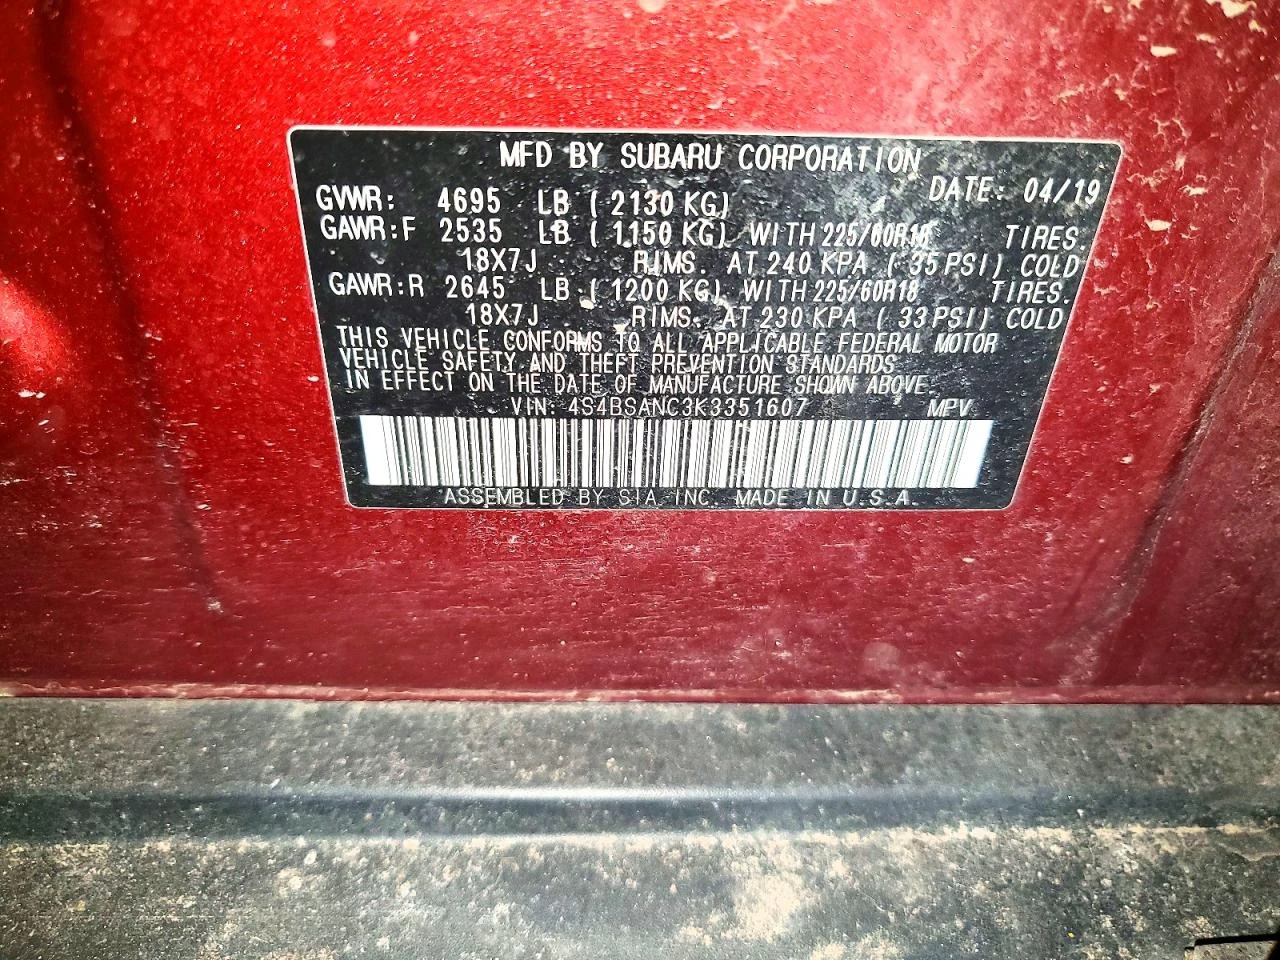 MFD BY SUBARU CORPORATION
GVWR: 4695 LB ( 2130 KG) DATE: 04/19
GAWR:F 2535 LB ( 1150 KG) WITH 225/60R18 TIRES.
18X7J RIMS. AT 240 KPA ( 35 PSI) COLD
GAWR:R 2645 LB ( 1200 KG) WITH 225/60R18 TIRES.
18X7J RIMS. AT 230 KPA ( 33 PSI) COLD
THIS VEHICLE CONFORMS TO ALL APPLICABLE FEDERAL MOTOR
VEHICLE SAFETY AND THEFT PREVENTION STANDARDS
IN EFFECT ON THE DATE OF MANUFACTURE SHOWN ABOVE.
VIN: 4S4BSANC3K3351607 MPV
ASSEMBLED BY SIA INC. MADE IN U.S.A.